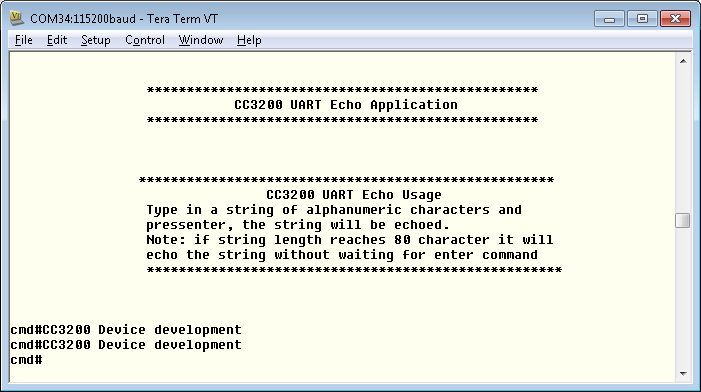 COM34:115200baud - Tera Term VT
File Edit Setup Control Window Help
*************************************************
CC3200 UART Echo Application
*************************************************
****************************************************
CC3200 UART Echo Usage
Type in a string of alphanumeric characters and
pressenter, the string will be echoed.
Note: if string length reaches 80 character it will
echo the string without waiting for enter command
****************************************************
cmd#CC3200 Device development
cmd#CC3200 Device development
cmd#